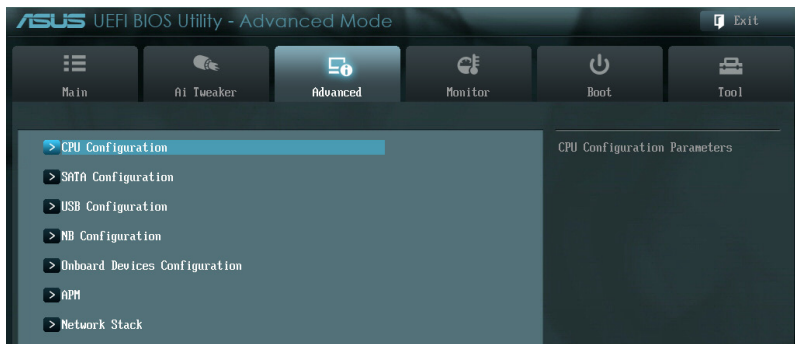 ASUS UEFI BIOS Utility - Advanced Mode
Exit
Main
Ai Tweaker
Advanced
Monitor
Boot
Tool
> CPU Configuration
CPU Configuration Parameters
> SATA Configuration
> USB Configuration
> NB Configuration
> Onboard Devices Configuration
> APM
> Network Stack